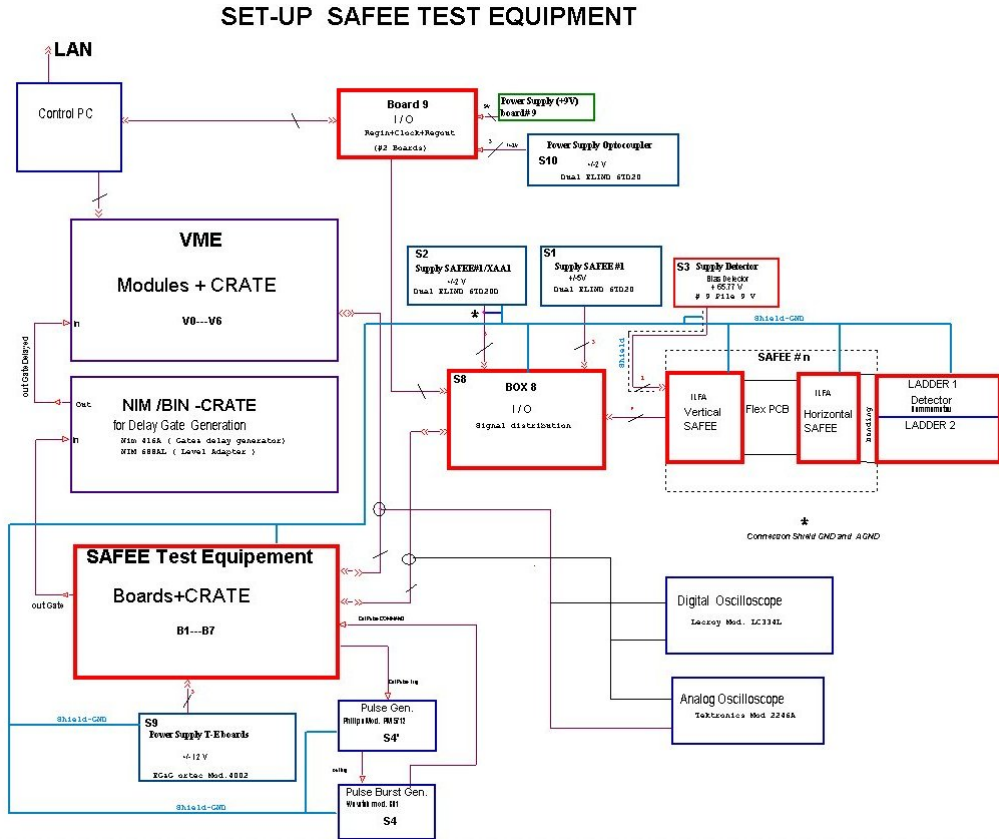 SET-UP SAFEE TEST EQUIPMENT
LAN
Control PC
Board 9
I/O
Regin+Clock+Regout
(#2 Boards)
Power Supply (+9V)
board# 9
S10
Power Supply Optocoupler
+/-2 V
Dual ELIND 6TD20
VME
Modules + CRATE
V0---V6
In
out Gate Delayed
Out
In
NIM /BIN -CRATE
for Delay Gate Generation
Nim 416A ( Gates delay generator)
NIM 688AL ( Level Adapter )
S2
Supply SAFEE#1/XAA1
+/-2 V
Dual ELIND 6TD20D
S1
Supply SAFEE #1
+/-5V
Dual ELIND 6TD20
S3 Supply Detector
Bias Detector
+ 65.77 V
# 9 Pile 9 V
*
Shield-GND
Shield
SAFEE # n
S8
BOX 8
I/O
Signal distribution
ILFA
Vertical
SAFEE
Flex PCB
ILFA
Horizontal
SAFEE
Bonding
LADDER 1
Detector
LADDER 2
*
Connection Shield GND and AGND
SAFEE Test Equipement
Boards+CRATE
B1---B7
out Gate
Cal Pulse COMMAND
Digital Oscilloscope
Lecroy Mod. LC334L
Analog Oscilloscope
Tektronics Mod 2246A
Shield-GND
S9
Power Supply T-E boards
+/-12 V
EG&G ortec Mod.4002
Pulse Gen.
Philips Mod. PM 5712
S4'
Pulse Burst Gen.
S4
Shield-GND